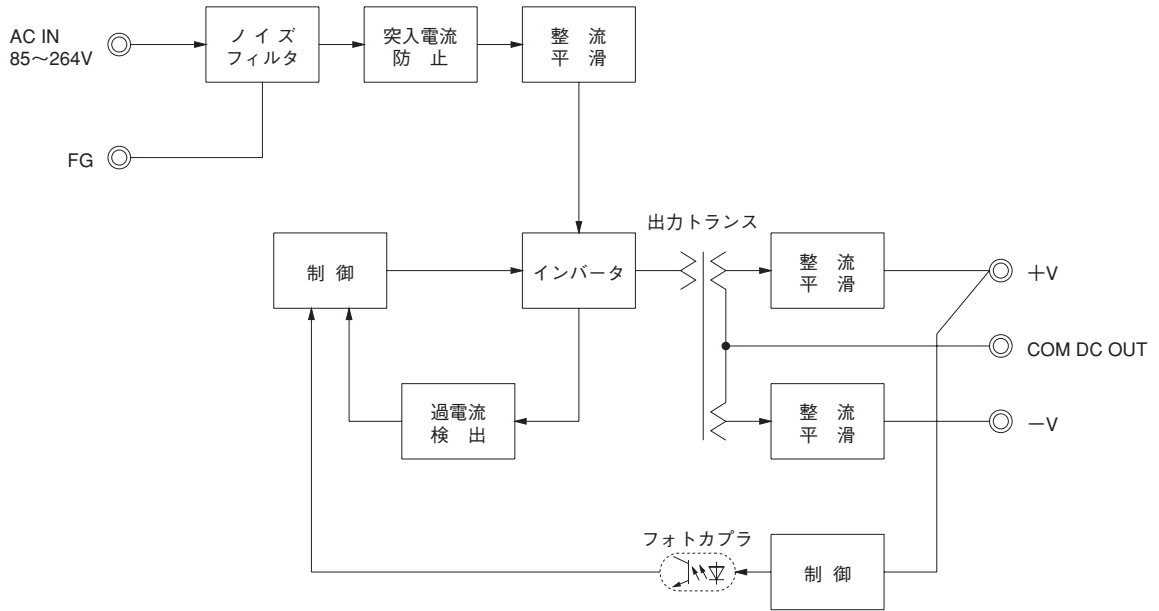 AC IN
85～264V
ノイズ
フィルタ
突入電流
防止
整流
平滑
FG
出力トランス
制御
インバータ
整流
平滑
＋V
COM DC OUT
過電流
検出
整流
平滑
－V
フォトカプラ
制御